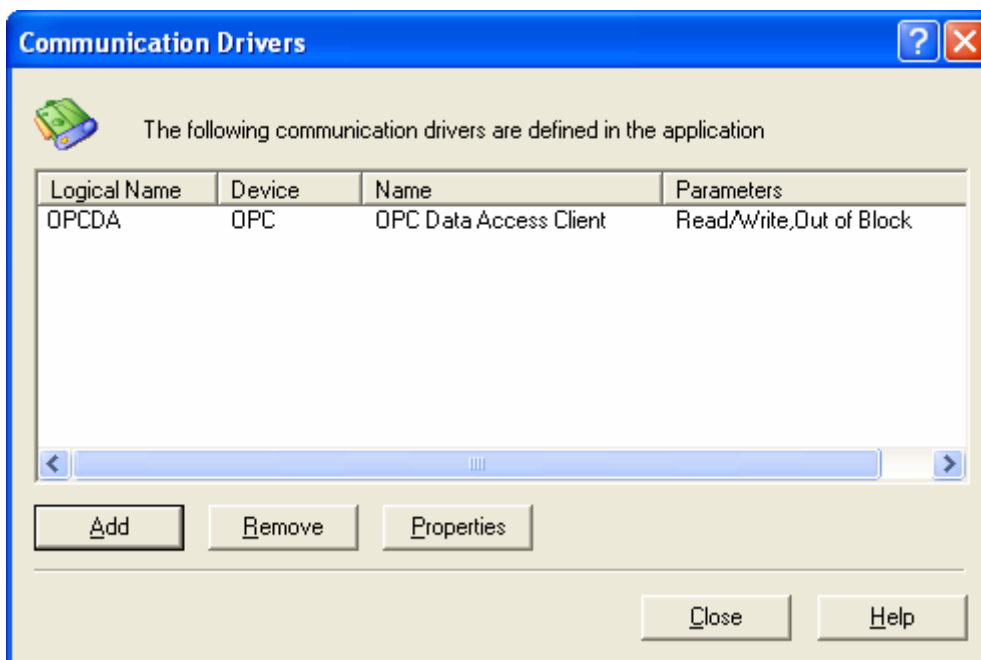 Communication Drivers
The following communication drivers are defined in the application
Logical Name Device Name Parameters
OPCDA OPC OPC Data Access Client Read/Write,Out of Block
Add Remove Properties
Close Help